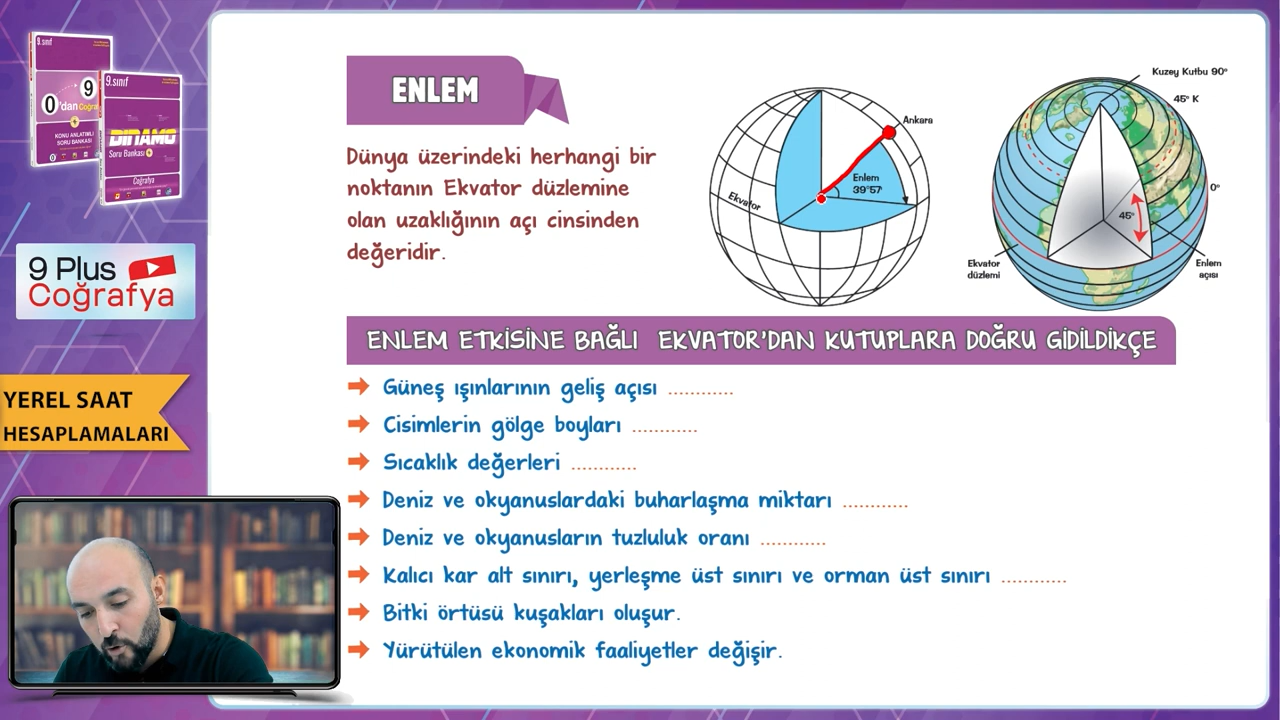 9.sınıf
0'dan 9
KONU ANLATIMLI
SORU BANKASI
9.sınıf
DİNAMO
Soru Bankası
Coğrafya
9 Plus
Coğrafya
YEREL SAAT
HESAPLAMALARI
ENLEM
Dünya üzerindeki herhangi bir
noktanın Ekvator düzlemine
olan uzaklığının açı cinsinden
değeridir.
Ankara
Enlem
39°57'
Ekvator
Kuzey Kutbu 90°
45° K
0°
45°
Ekvator
düzlemi
Enlem
açısı
ENLEM ETKİSİNE BAĞLI EKVATOR'DAN KUTUPLARA DOĞRU GİDİLDİKÇE
Güneş ışınlarının geliş açısı ............
Cisimlerin gölge boyları ............
Sıcaklık değerleri ............
Deniz ve okyanuslardaki buharlaşma miktarı ............
Deniz ve okyanusların tuzluluk oranı ............
Kalıcı kar alt sınırı, yerleşme üst sınırı ve orman üst sınırı ............
Bitki örtüsü kuşakları oluşur.
Yürütülen ekonomik faaliyetler değişir.